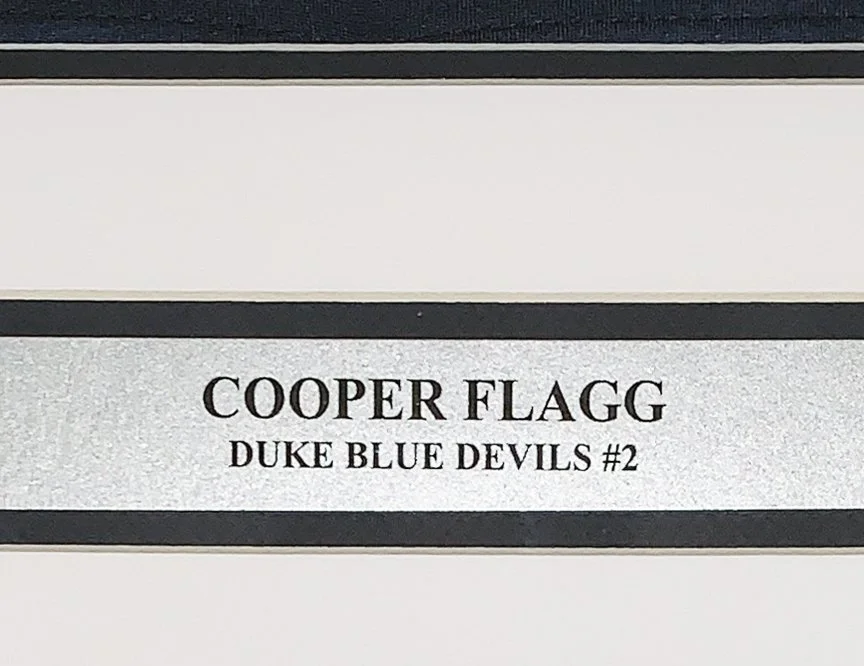 COOPER FLAGG
DUKE BLUE DEVILS #2